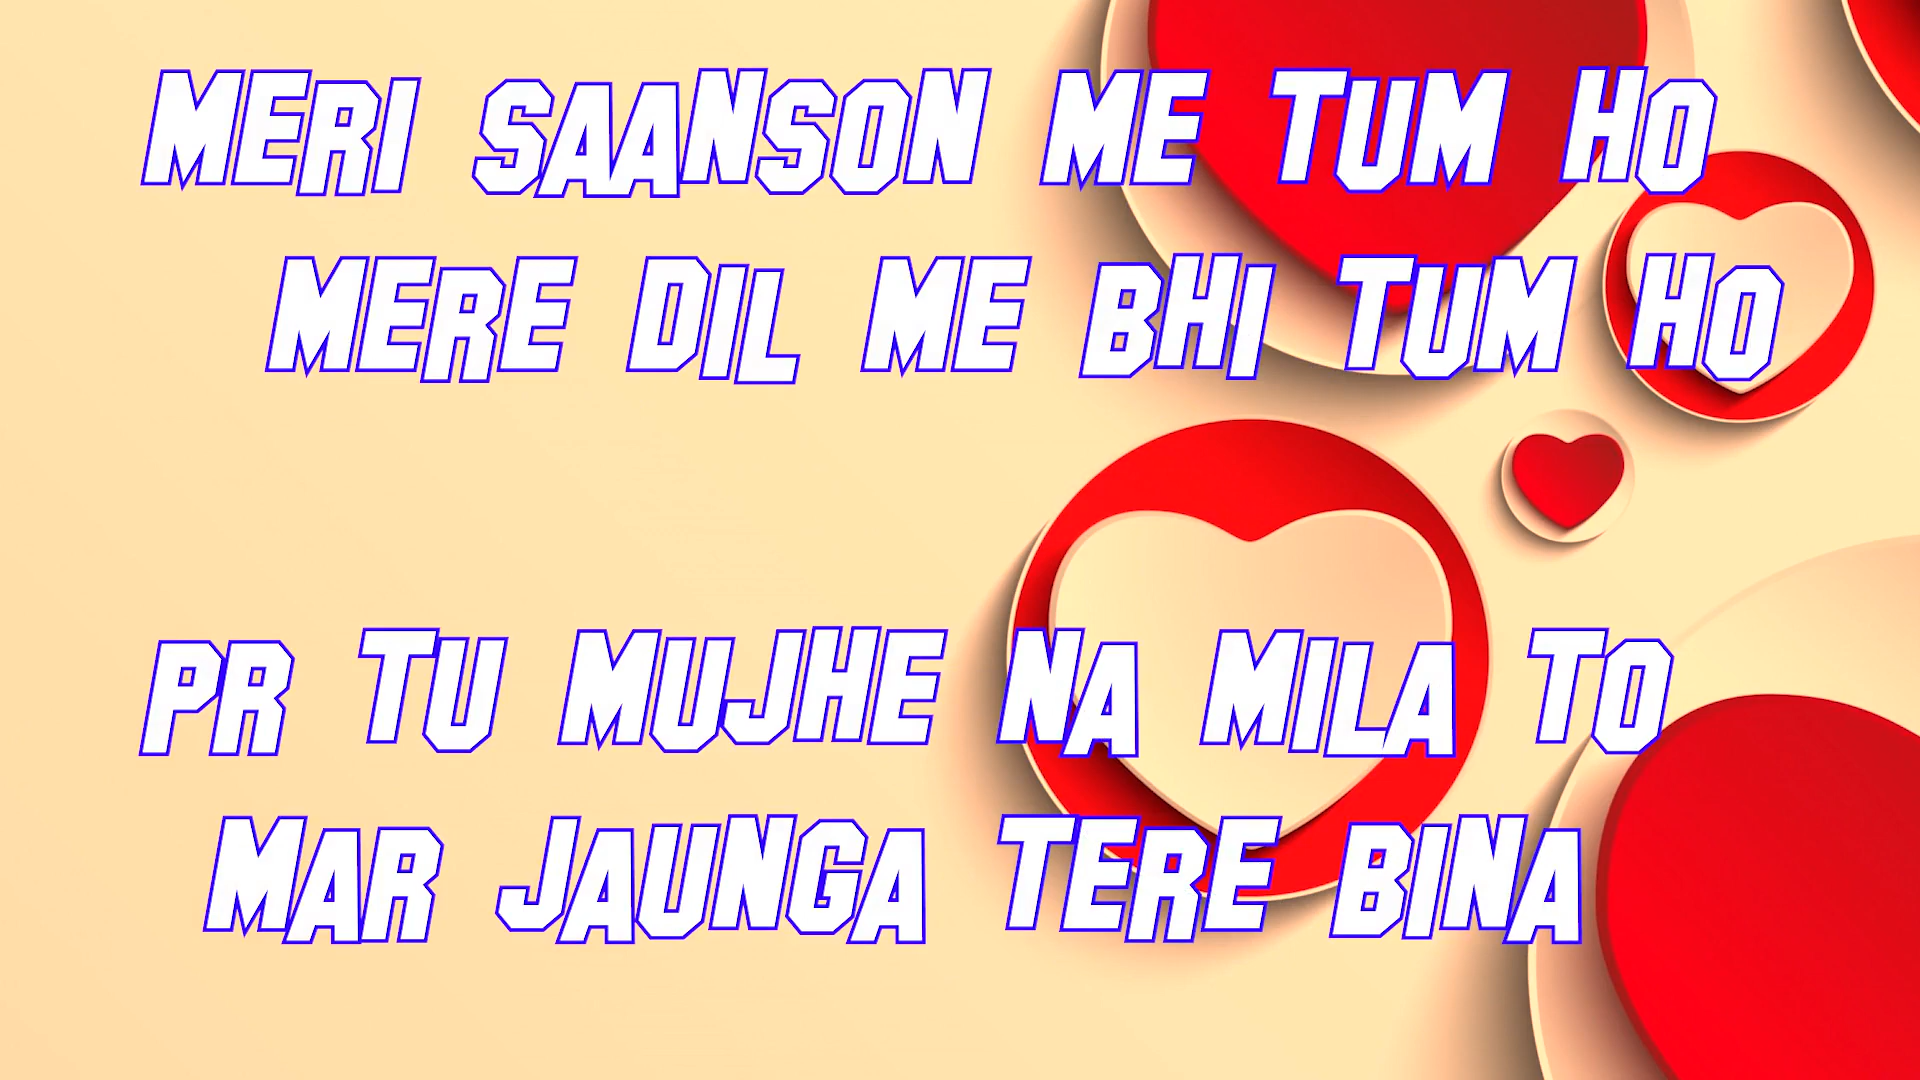 MERI SAANSON ME TUM HO
MERE DIL ME BHI TUM HO
PR TU MUJHE NA MILA TO
MAR JAUNGA TERE BINA